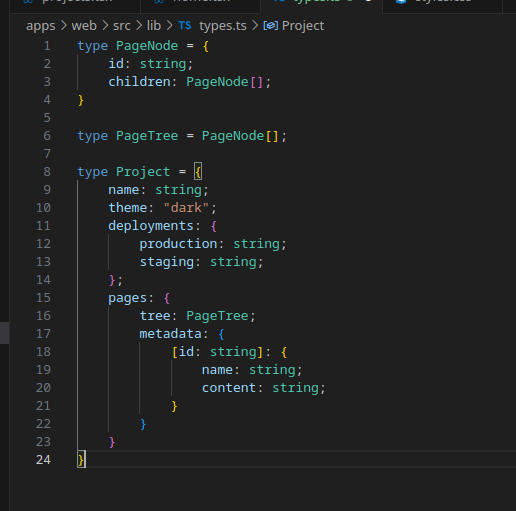 apps > web > src > lib > TS types.ts > Project
1 type PageNode = {
2 id: string;
3 children: PageNode[];
4 }
5
6 type PageTree = PageNode[];
7
8 type Project = {
9 name: string;
10 theme: "dark";
11 deployments: {
12 production: string;
13 staging: string;
14 };
15 pages: {
16 tree: PageTree;
17 metadata: {
18 [id: string]: {
19 name: string;
20 content: string;
21 }
22 }
23 }
24 }